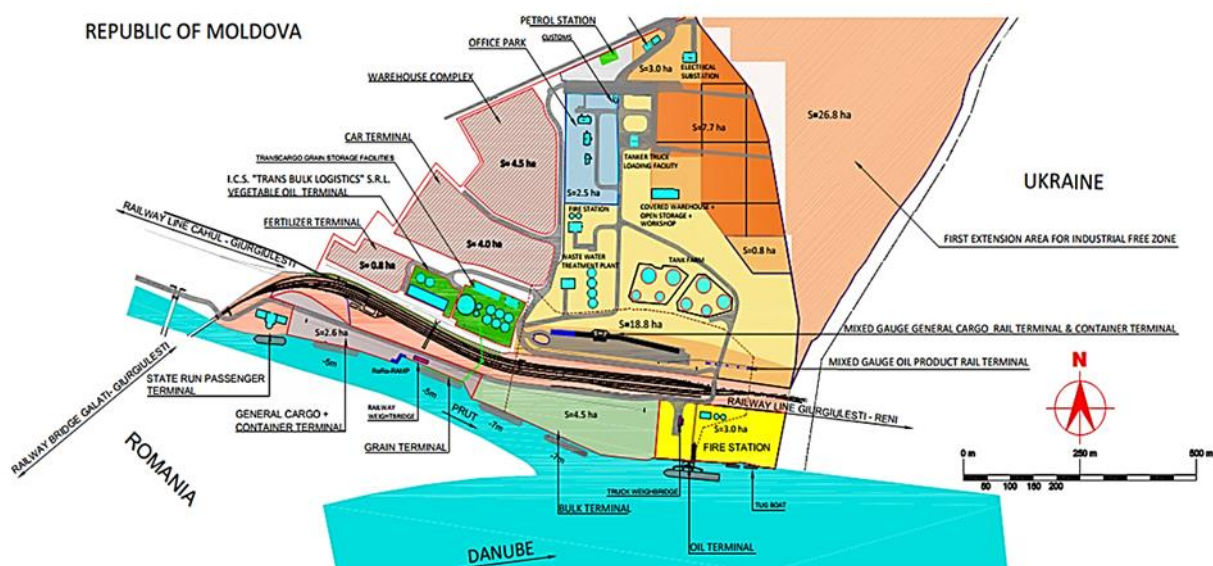 REPUBLIC OF MOLDOVA
PETROL STATION
CUSTOMS
OFFICE PARK
WAREHOUSE COMPLEX
CAR TERMINAL
TRANSCARGO GRAIN STORAGE FACILITIES
I.C.S. "TRANS BULK LOGISTICS" S.R.L.
VEGETABLE OIL TERMINAL
FERTILIZER TERMINAL
RAILWAY LINE CAHUL - GIURGIULESTI
S=3.0 ha
ELECTRICAL
SUBSTATION
S=7.7 ha
S=26.8 ha
S= 4.5 ha
TANKER TRUCK
LOADING FACILITY
S=2.5 ha
FIRE STATION
COVERED WAREHOUSE +
OPEN STORAGE +
WORKSHOP
UKRAINE
FIRST EXTENSION AREA FOR INDUSTRIAL FREE ZONE
S= 4.0 ha
S=0.8 ha
S= 0.8 ha
WASTE WATER
TREATMENT PLANT
TANK FARM
S=18.8 ha
MIXED GAUGE GENERAL CARGO RAIL TERMINAL & CONTAINER TERMINAL
MIXED GAUGE OIL PRODUCT RAIL TERMINAL
S=2.6 ha
-5m
RoRo-RAMP
-5m
STATE RUN PASSENGER
TERMINAL
GENERAL CARGO +
CONTAINER TERMINAL
RAILWAY
WEIGHBRIDGE
GRAIN TERMINAL
PRUT
-7m
-7m
S=4.5 ha
S=3.0 ha
FIRE STATION
RAILWAY LINE GIURGIULESTI - RENI
RAILWAY BRIDGE GALATI- GIURGIULESTI
ROMANIA
TRUCK WEIGHBRIDGE
TUG BOAT
BULK TERMINAL
OIL TERMINAL
DANUBE
N
0 m
250 m
500 m
50
100
150
200